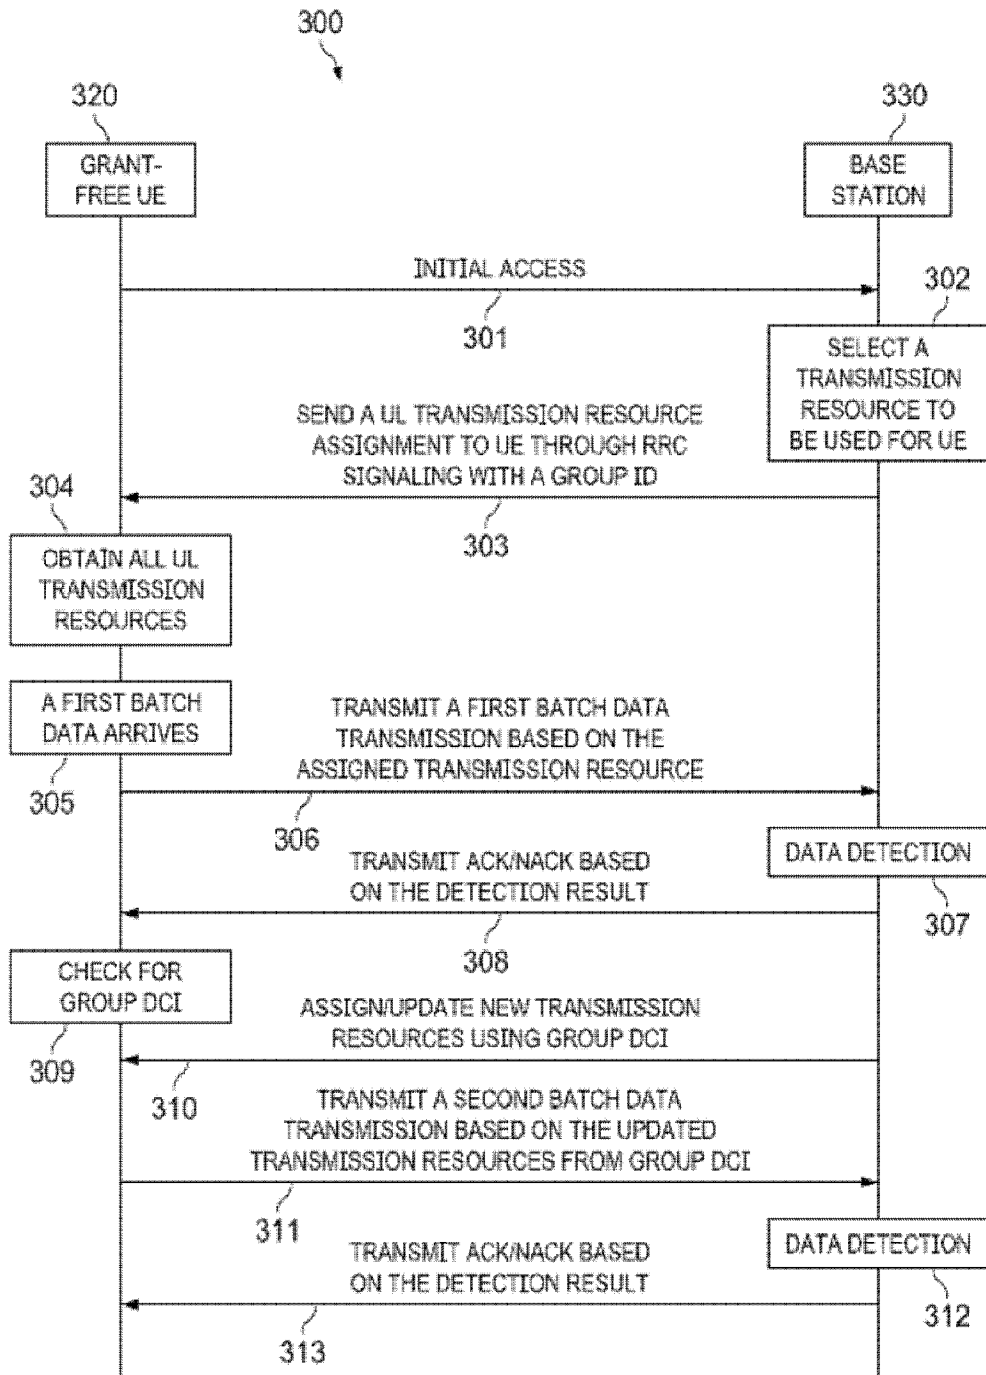 300
320
330
GRANT-
FREE UE
BASE
STATION
INITIAL ACCESS
301
302
SELECT A
TRANSMISSION
RESOURCE TO
BE USED FOR UE
SEND A UL TRANSMISSION RESOURCE
ASSIGNMENT TO UE THROUGH RRC
SIGNALING WITH A GROUP ID
303
304
OBTAIN ALL UL
TRANSMISSION
RESOURCES
A FIRST BATCH
DATA ARRIVES
305
TRANSMIT A FIRST BATCH DATA
TRANSMISSION BASED ON THE
ASSIGNED TRANSMISSION RESOURCE
306
DATA DETECTION
307
TRANSMIT ACK/NACK BASED
ON THE DETECTION RESULT
308
CHECK FOR
GROUP DCI
309
ASSIGN/UPDATE NEW TRANSMISSION
RESOURCES USING GROUP DCI
310
TRANSMIT A SECOND BATCH DATA
TRANSMISSION BASED ON THE UPDATED
TRANSMISSION RESOURCES FROM GROUP DCI
311
DATA DETECTION
312
TRANSMIT ACK/NACK BASED
ON THE DETECTION RESULT
313